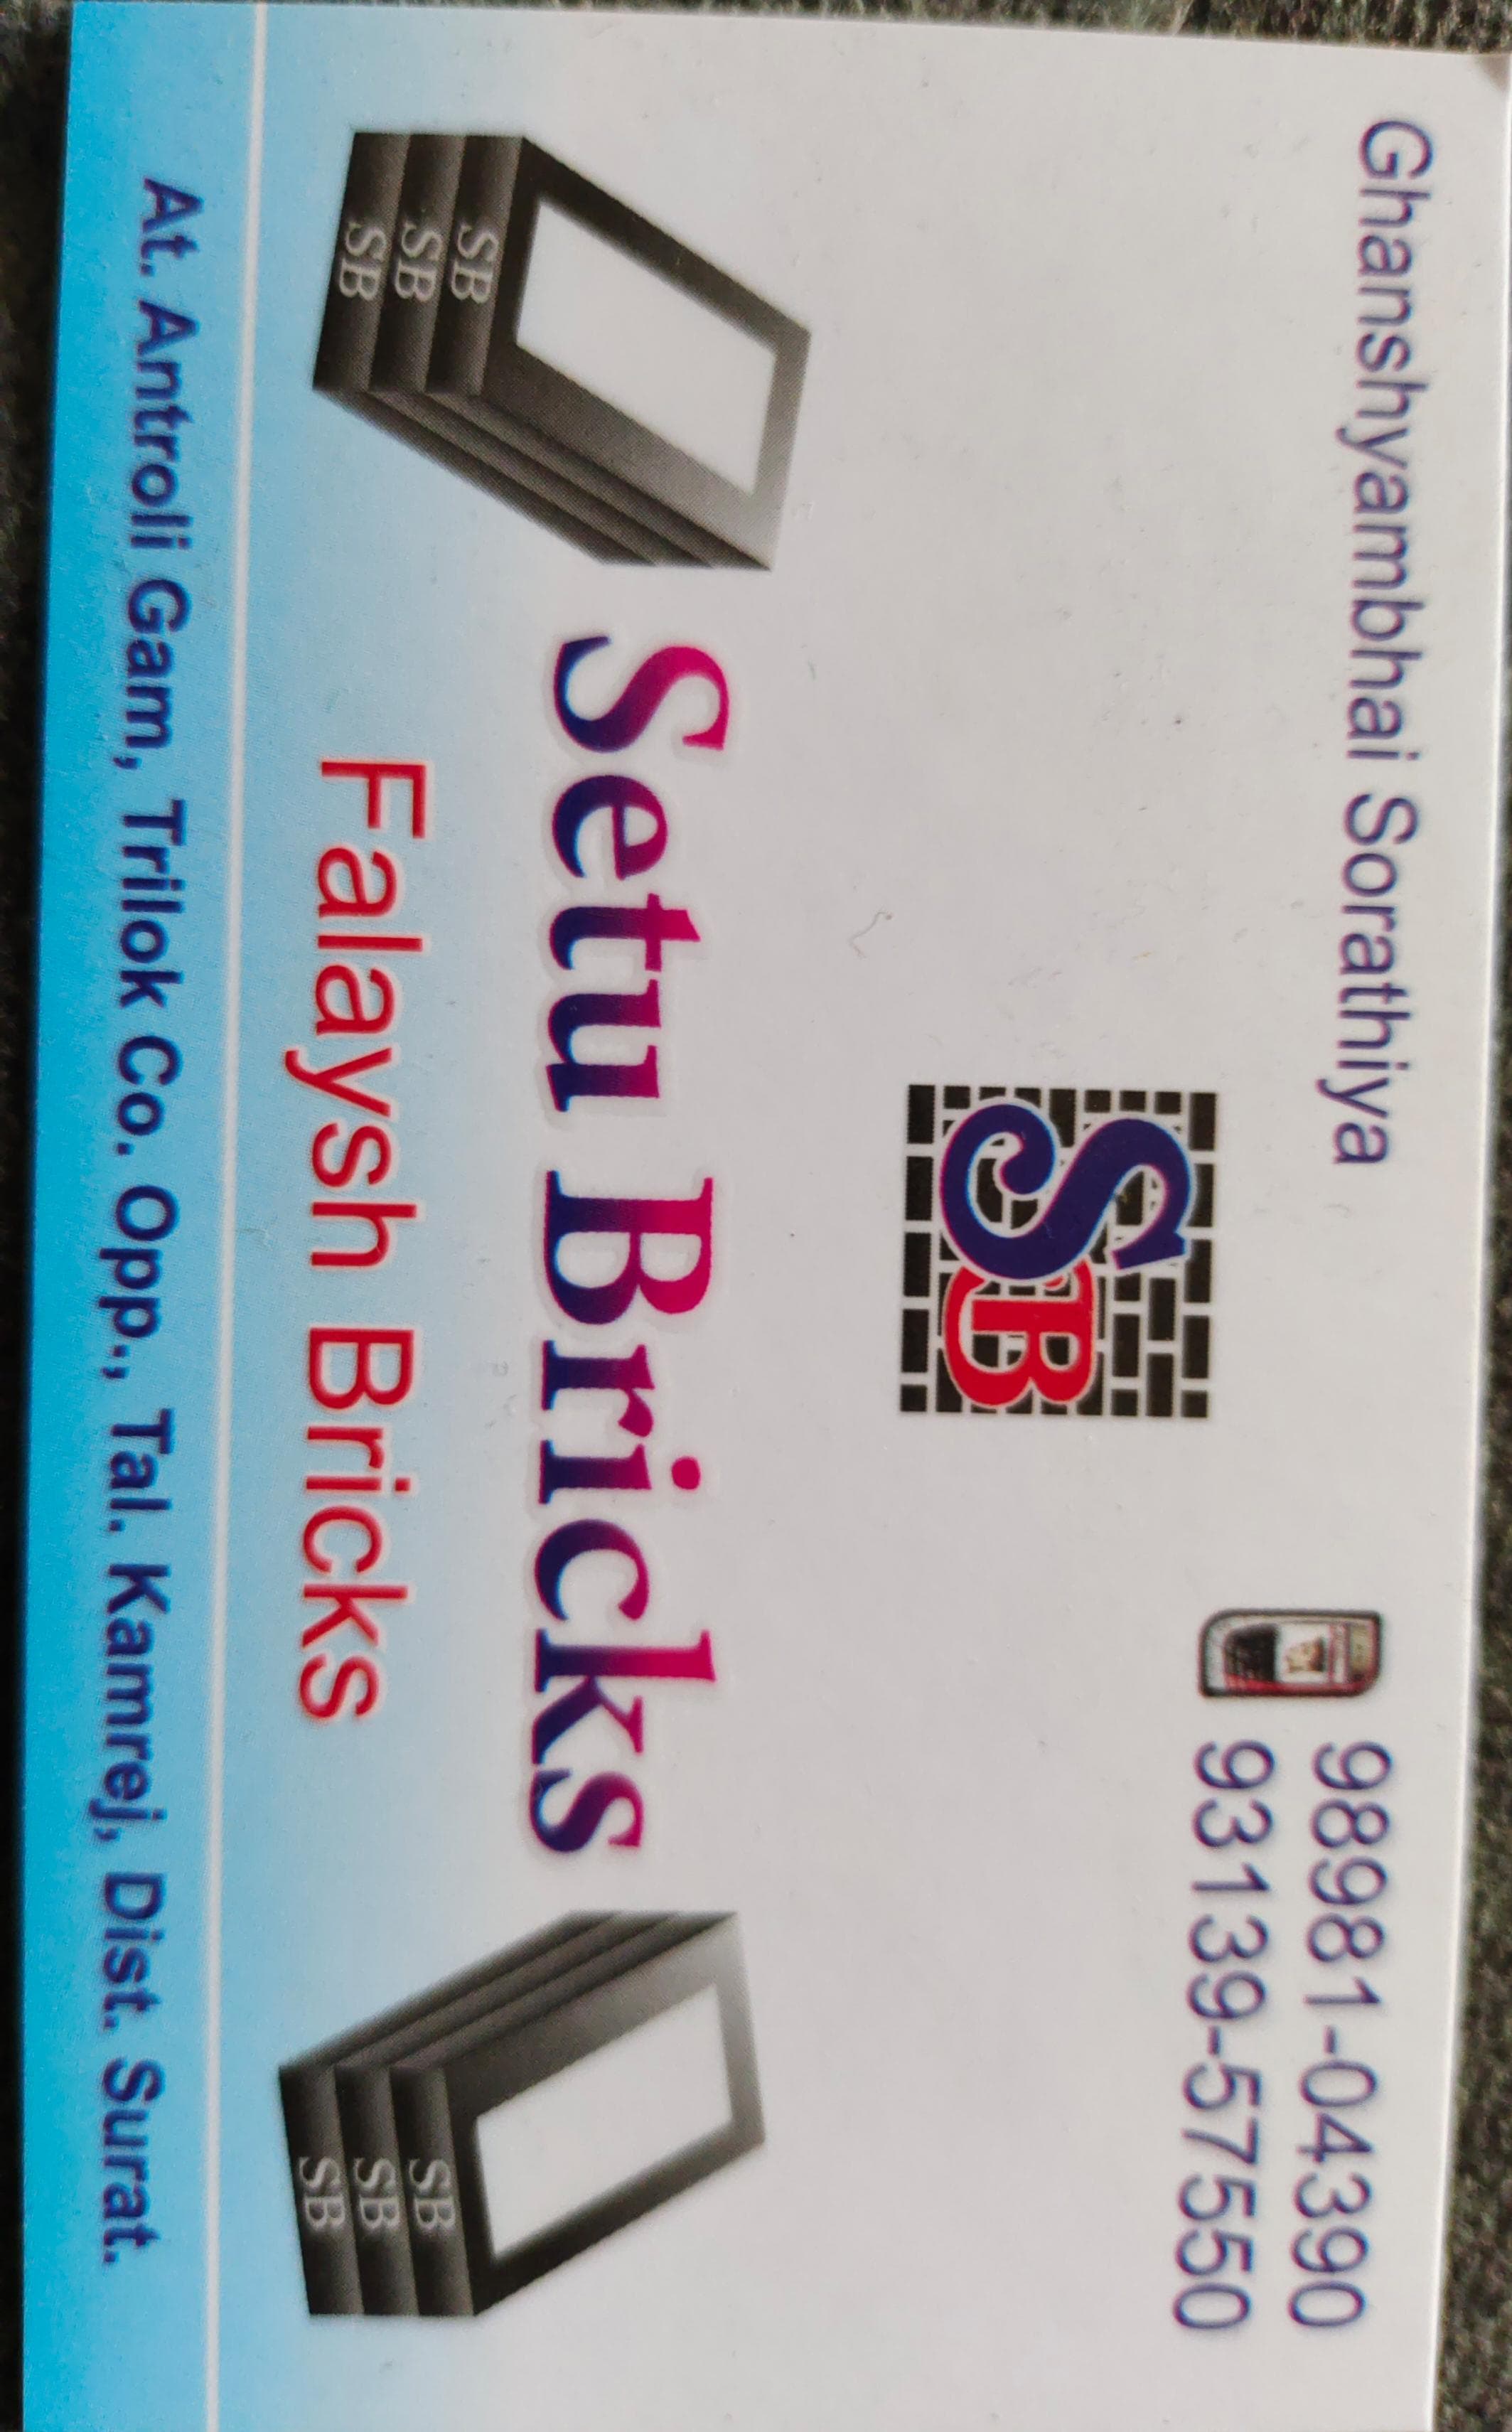 Ghanshyambhai Sorathiya
98981-04390
93139-57550
SB
Setu Bricks
Falaysh Bricks
SB
SB
SB
SB
SB
SB
At. Antroli Gam, Trilok Co. Opp., Tal. Kamrej, Dist. Surat.